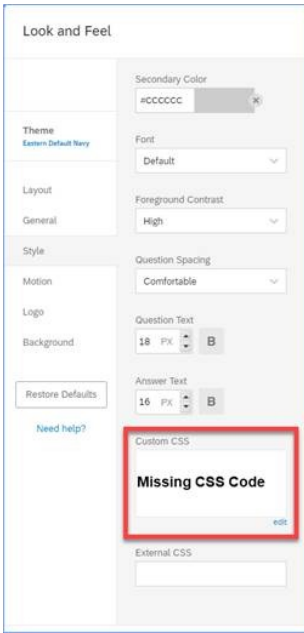 Look and Feel
Theme
Eastern Default Navy
Layout
General
Style
Motion
Logo
Background
Restore Defaults
Need help?
Secondary Color
#CCCCCC
Font
Default
Foreground Contrast
High
Question Spacing
Comfortable
Question Text
18 PX B
Answer Text
16 PX B
Custom CSS
Missing CSS Code
edit
External CSS